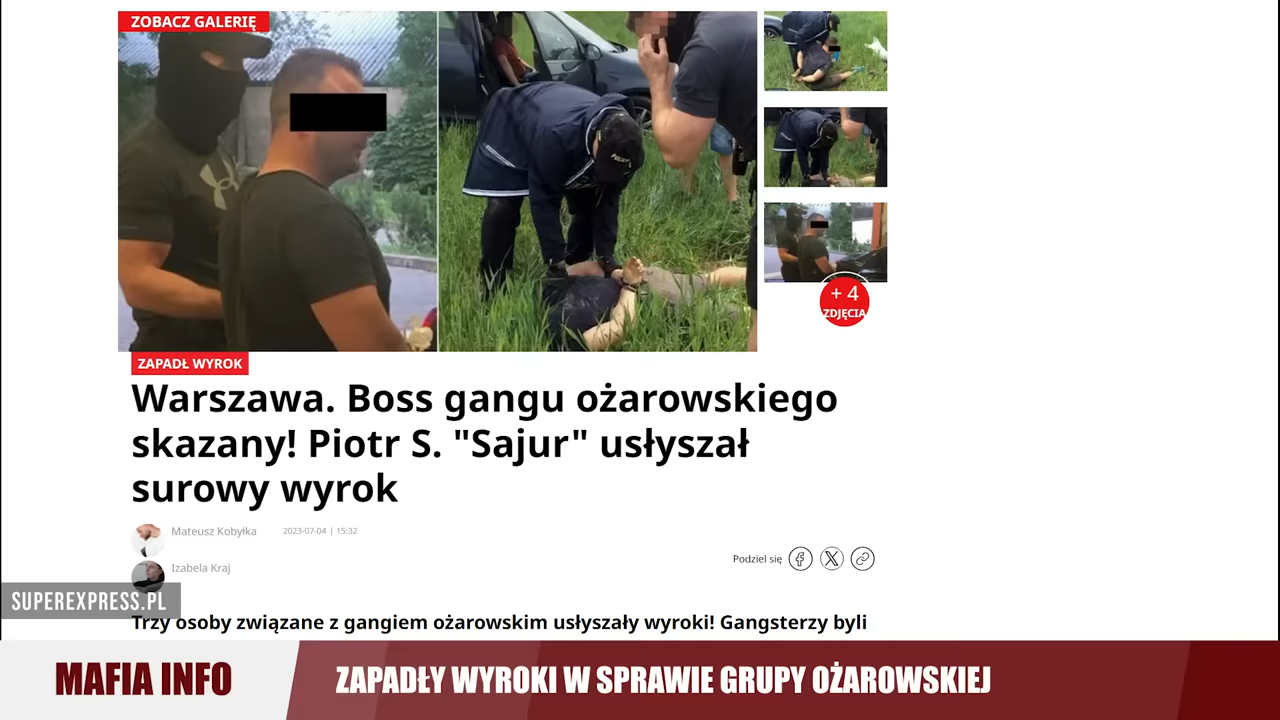 ZOBACZ GALERIĘ
+ 4
ZDJĘCIA
ZAPADŁ WYROK
Warszawa. Boss gangu ożarowskiego
skazany! Piotr S. "Sajur" usłyszał
surowy wyrok
Mateusz Kobyłka 2023-07-04 | 15:32
Podziel się
Izabela Kraj
SUPEREXPRESS.PL
Trzy osoby związane z gangiem ożarowskim usłyszały wyroki! Gangsterzy byli
MAFIA INFO
ZAPADŁY WYROKI W SPRAWIE GRUPY OŻAROWSKIEJ